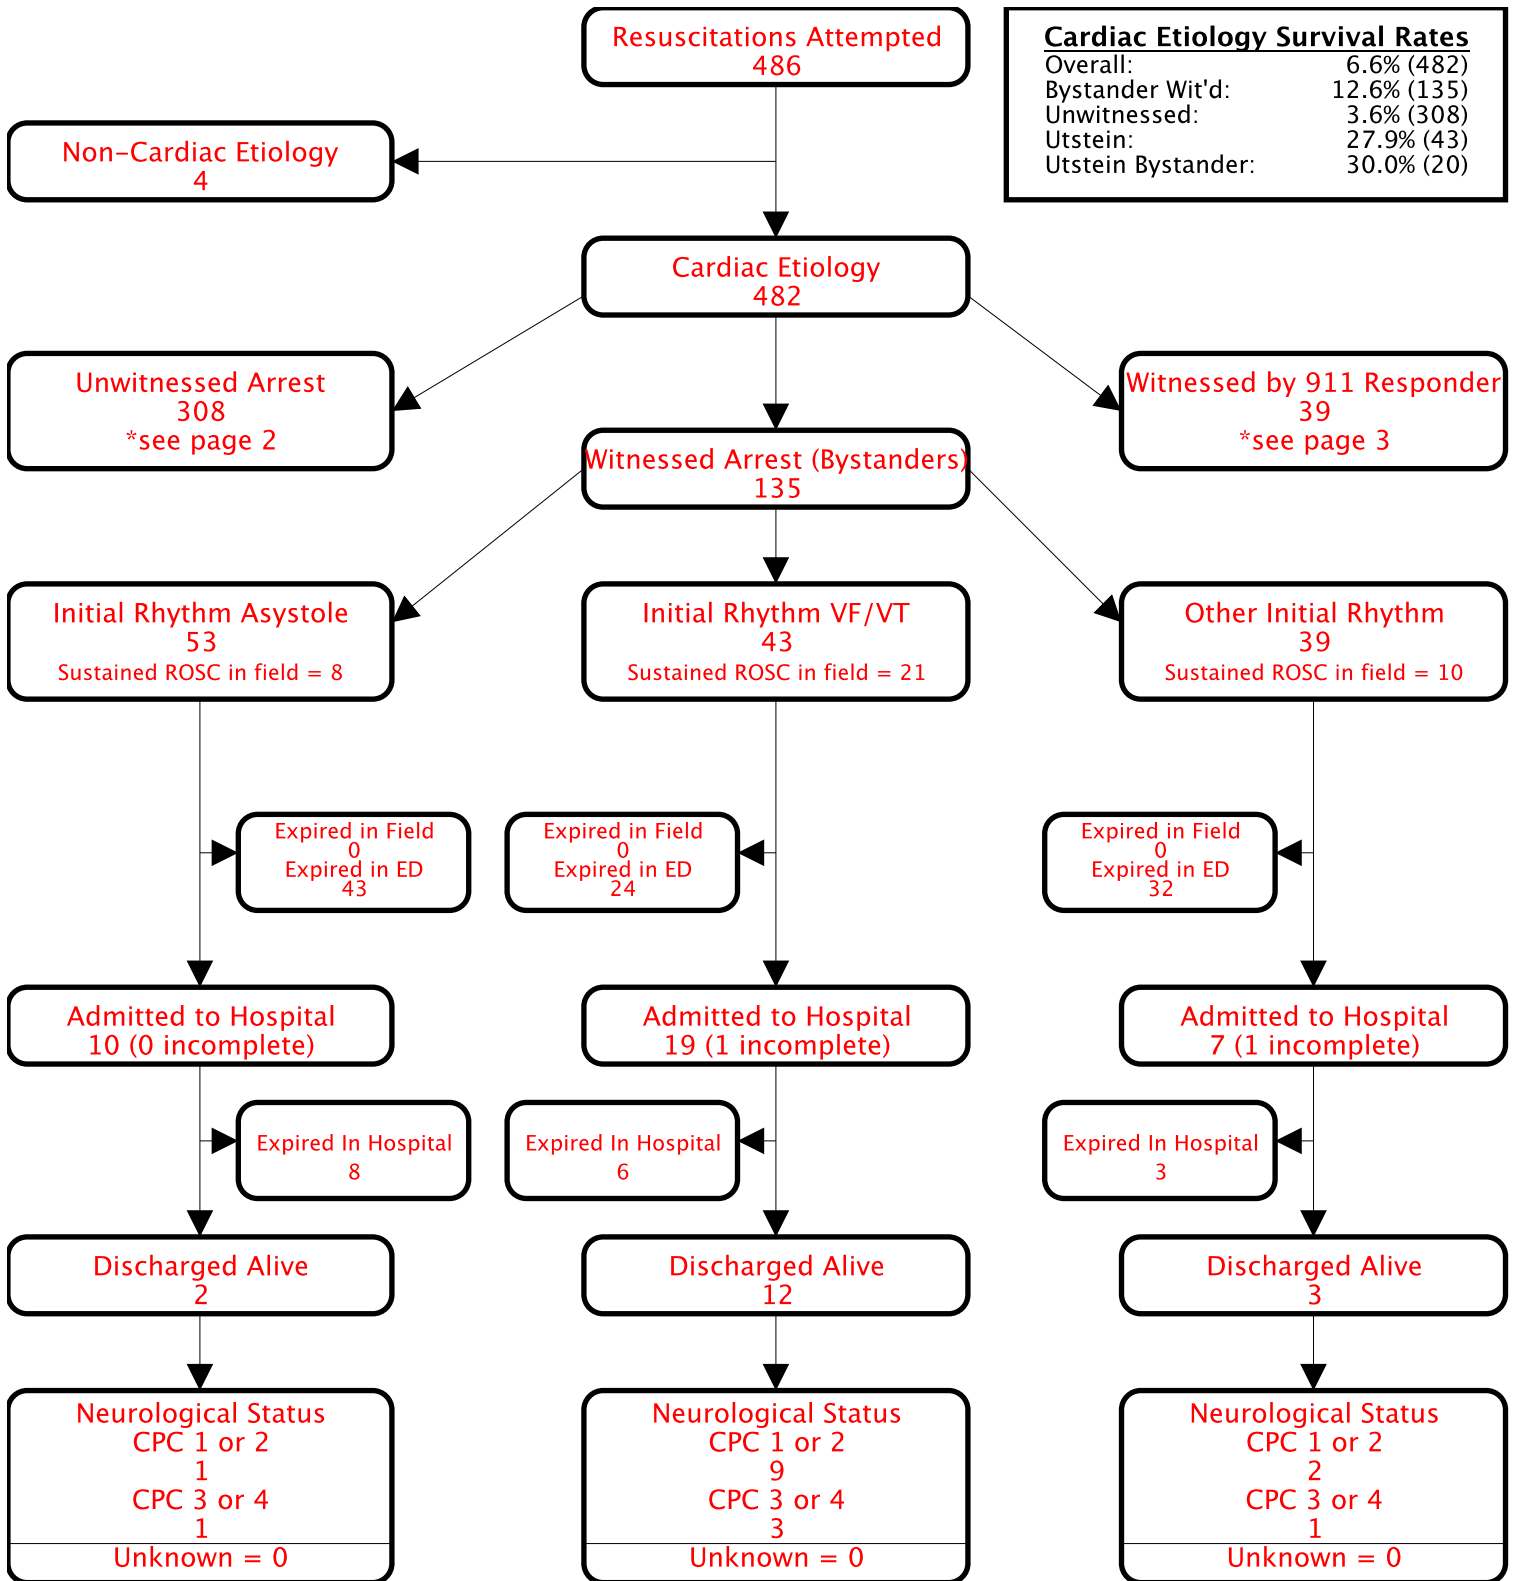 Resuscitations Attempted
486
Cardiac Etiology Survival Rates
Overall: 6.6% (482)
Bystander Wit'd: 12.6% (135)
Unwitnessed: 3.6% (308)
Utstein: 27.9% (43)
Utstein Bystander: 30.0% (20)
Non-Cardiac Etiology
4
Cardiac Etiology
482
Unwitnessed Arrest
308
*see page 2
Witnessed Arrest (Bystanders)
135
Witnessed by 911 Responder
39
*see page 3
Initial Rhythm Asystole
53
Sustained ROSC in field = 8
Initial Rhythm VF/VT
43
Sustained ROSC in field = 21
Other Initial Rhythm
39
Sustained ROSC in field = 10
Expired in Field
0
Expired in ED
43
Expired in Field
0
Expired in ED
24
Expired in Field
0
Expired in ED
32
Admitted to Hospital
10 (0 incomplete)
Admitted to Hospital
19 (1 incomplete)
Admitted to Hospital
7 (1 incomplete)
Expired In Hospital
8
Expired In Hospital
6
Expired In Hospital
3
Discharged Alive
2
Discharged Alive
12
Discharged Alive
3
Neurological Status
CPC 1 or 2
1
CPC 3 or 4
1
Unknown = 0
Neurological Status
CPC 1 or 2
9
CPC 3 or 4
3
Unknown = 0
Neurological Status
CPC 1 or 2
2
CPC 3 or 4
1
Unknown = 0